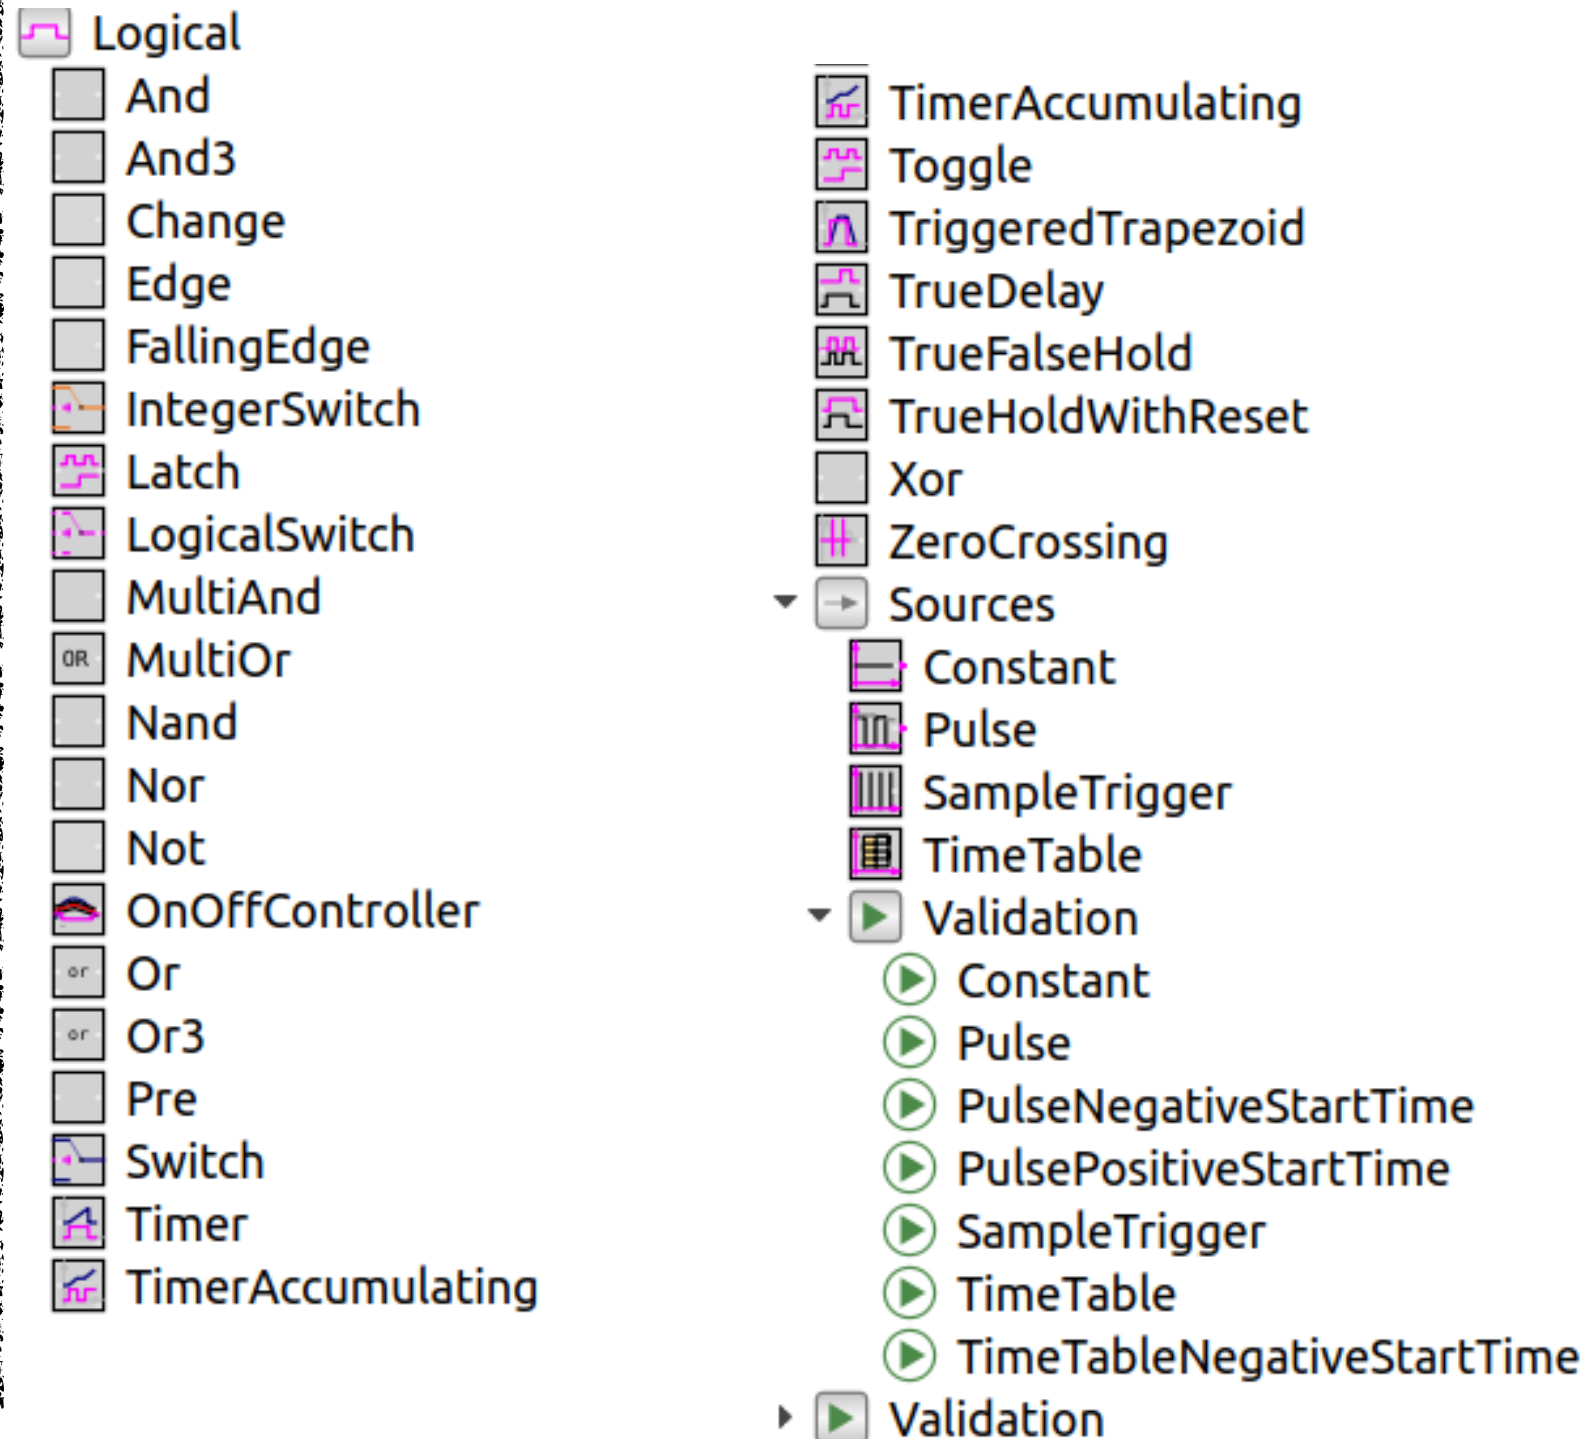 Logical
And
And3
Change
Edge
FallingEdge
IntegerSwitch
Latch
LogicalSwitch
MultiAnd
OR MultiOr
Nand
Nor
Not
OnOffController
or Or
or Or3
Pre
Switch
Timer
TimerAccumulating
TimerAccumulating
Toggle
TriggeredTrapezoid
TrueDelay
TrueFalseHold
TrueHoldWithReset
Xor
ZeroCrossing
Sources
Constant
Pulse
SampleTrigger
TimeTable
Validation
Constant
Pulse
PulseNegativeStartTime
PulsePositiveStartTime
SampleTrigger
TimeTable
TimeTableNegativeStartTime
Validation